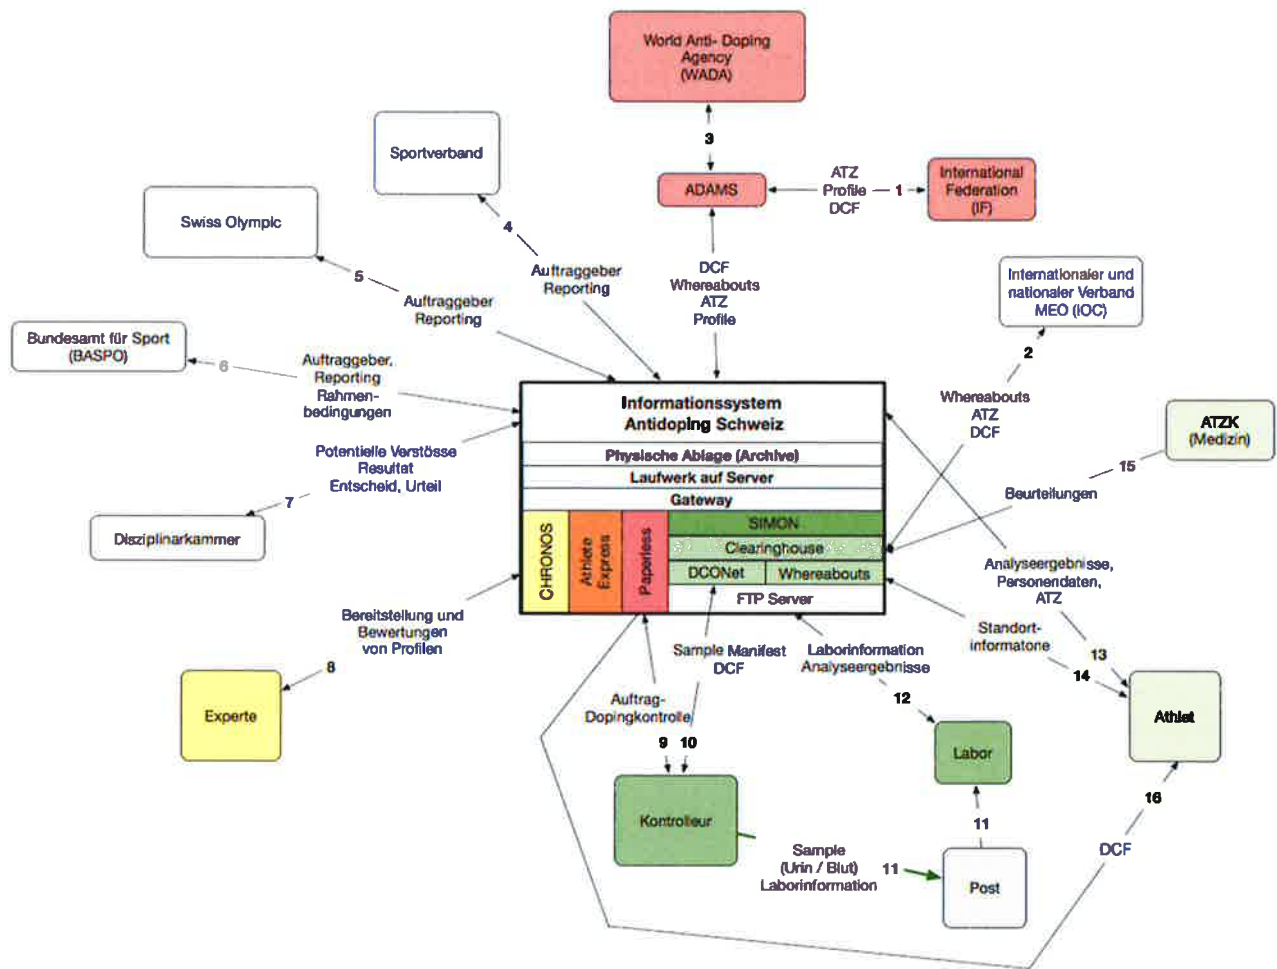 World Anti- Doping
Agency
(WADA)
3
Sportverband
ADAMS
ATZ
Profile
DCF
1
International
Federation
(IF)
Swiss Olympic
4
5
Auftraggeber
Reporting
Auftraggeber
Reporting
DCF
Whereabouts
ATZ
Profile
Internationaler und
nationaler Verband
MEO (IOC)
2
Bundesamt für Sport
(BASPO)
6
Auftraggeber,
Reporting
Rahmen-
bedingungen
Whereabouts
ATZ
DCF
ATZK
(Medizin)
15
Beurteilungen
Potentielle Verstösse
Resultat
Entscheid, Urteil
7
Disziplinarkammer
Informationssystem
Antidoping Schweiz
Physische Ablage (Archive)
Laufwerk auf Server
Gateway
CHRONOS
Athlete
Express
Paperless
SIMON
Clearinghouse
DCONet
Whereabouts
FTP Server
Analyseergebnisse,
Personendaten,
ATZ
13
Standort-
informatone
14
Bereitstellung und
Bewertungen
von Profilen
8
Experte
Sample Manifest
DCF
Laborinformation
Analyseergebnisse
12
Auftrag-
Dopingkontrolle
9
10
Athlet
Labor
Kontrolleur
11
16
DCF
Sample
(Urin / Blut)
Laborinformation
11
Post